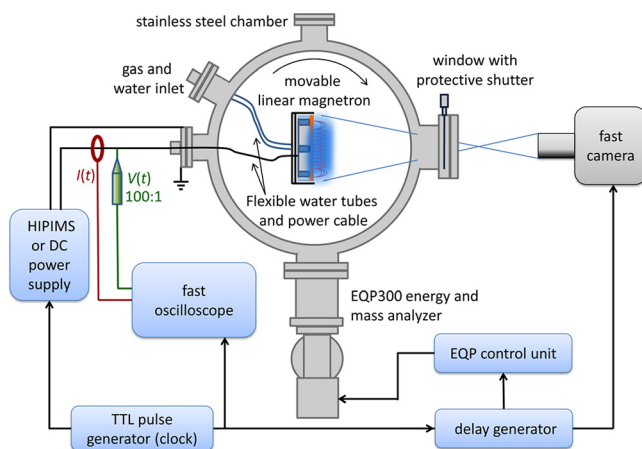 stainless steel chamber
gas and
water inlet
movable
linear magnetron
window with
protective shutter
fast
camera
I(t)
V(t)
100:1
Flexible water tubes
and power cable
HIPIMS
or DC
power
supply
fast
oscilloscope
EQP300 energy and
mass analyzer
EQP control unit
TTL pulse
generator (clock)
delay generator